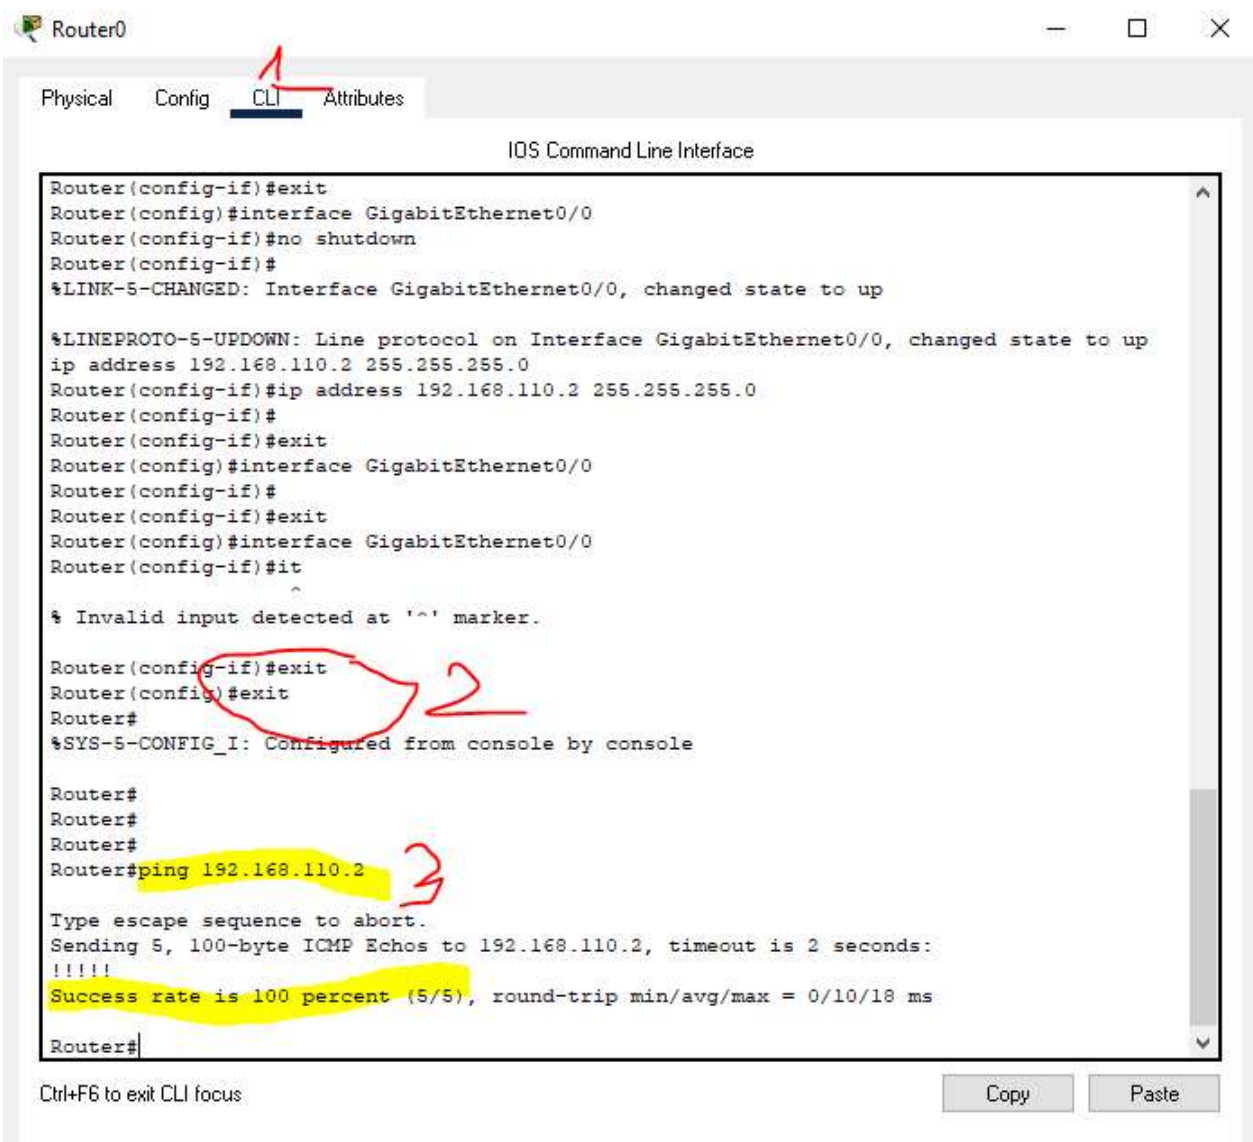 Router0
1
Physical Config CLI Attributes
IOS Command Line Interface
Router(config-if)#exit
Router(config)#interface GigabitEthernet0/0
Router(config-if)#no shutdown
Router(config-if)#
%LINK-5-CHANGED: Interface GigabitEthernet0/0, changed state to up
%LINEPROTO-5-UPDOWN: Line protocol on Interface GigabitEthernet0/0, changed state to up
ip address 192.168.110.2 255.255.255.0
Router(config-if)#ip address 192.168.110.2 255.255.255.0
Router(config-if)#
Router(config-if)#exit
Router(config)#interface GigabitEthernet0/0
Router(config-if)#
Router(config-if)#exit
Router(config)#interface GigabitEthernet0/0
Router(config-if)#it
^
% Invalid input detected at '^' marker.
Router(config-if)#exit
Router(config)#exit
2
Router#
%SYS-5-CONFIG_I: Configured from console by console
Router#
Router#
Router#
Router#ping 192.168.110.2
3
Type escape sequence to abort.
Sending 5, 100-byte ICMP Echos to 192.168.110.2, timeout is 2 seconds:
!!!!!
Success rate is 100 percent (5/5), round-trip min/avg/max = 0/10/18 ms
Router#
Ctrl+F6 to exit CLI focus
Copy Paste